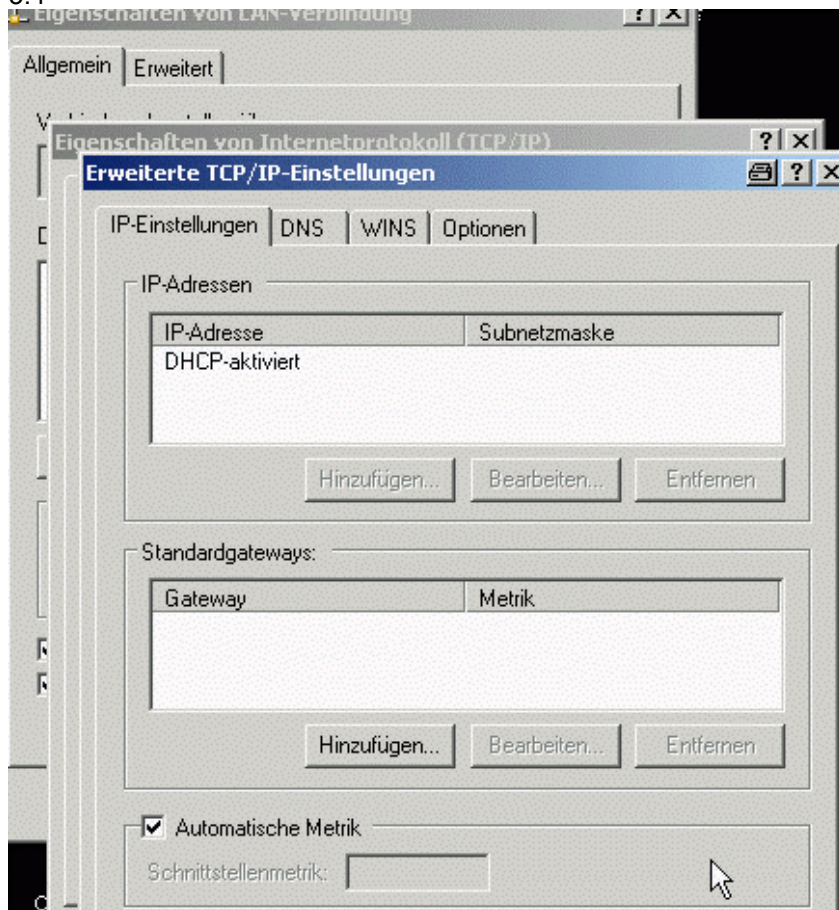 Eigenschaften von LAN-Verbindung
Allgemein Erweitert
Eigenschaften von Internetprotokoll (TCP/IP)
Erweiterte TCP/IP-Einstellungen
IP-Einstellungen DNS WINS Optionen
IP-Adressen
IP-Adresse Subnetzmaske
DHCP-aktiviert
Hinzufügen... Bearbeiten... Entfernen
Standardgateways:
Gateway Metrik
Hinzufügen... Bearbeiten... Entfernen
Automatische Metrik
Schnittstellenmetrik: